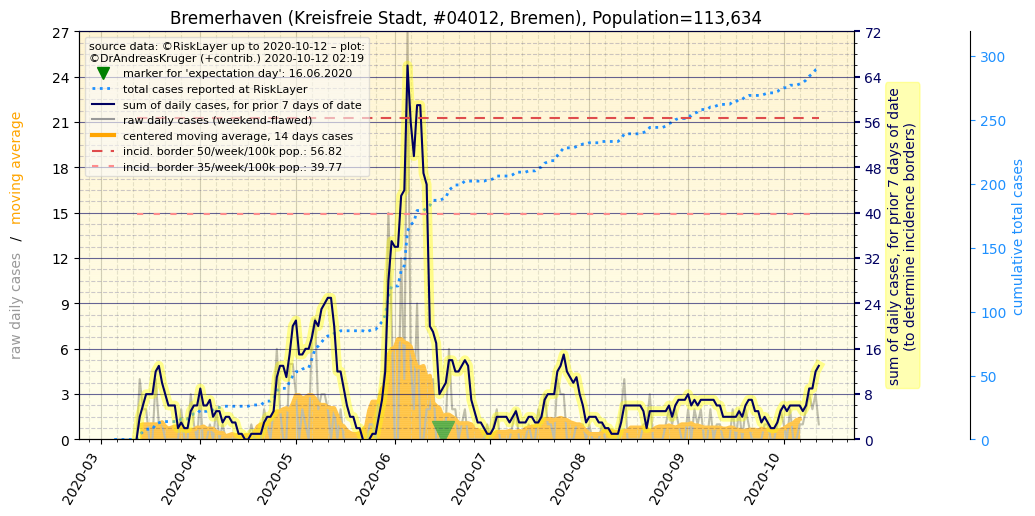 Bremerhaven (Kreisfreie Stadt, #04012, Bremen), Population=113,634
source data: ©RiskLayer up to 2020-10-12 – plot:
©DrAndreasKruger (+contrib.) 2020-10-12 02:19
marker for 'expectation day': 16.06.2020
total cases reported at RiskLayer
sum of daily cases, for prior 7 days of date
raw daily cases (weekend-flawed)
centered moving average, 14 days cases
incid. border 50/week/100k pop.: 56.82
incid. border 35/week/100k pop.: 39.77
raw daily cases / moving average
27
24
21
18
15
12
9
6
3
0
2020-03
2020-04
2020-05
2020-06
2020-07
2020-08
2020-09
2020-10
72
64
56
48
40
32
24
16
8
0
sum of daily cases, for prior 7 days of date
(to determine incidence borders)
300
250
200
150
100
50
0
cumulative total cases